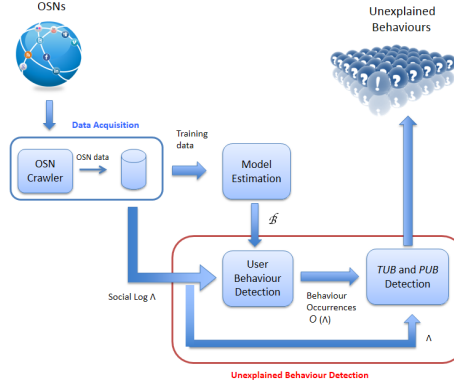 OSNs
Unexplained
Behaviours
Data Acquisition
Training
data
OSN
Crawler
OSN data
Model
Estimation
User
Behaviour
Detection
TUB and PUB
Detection
Social Log Λ
Behaviour
Occurrences
O (Λ)
Λ
Unexplained Behaviour Detection